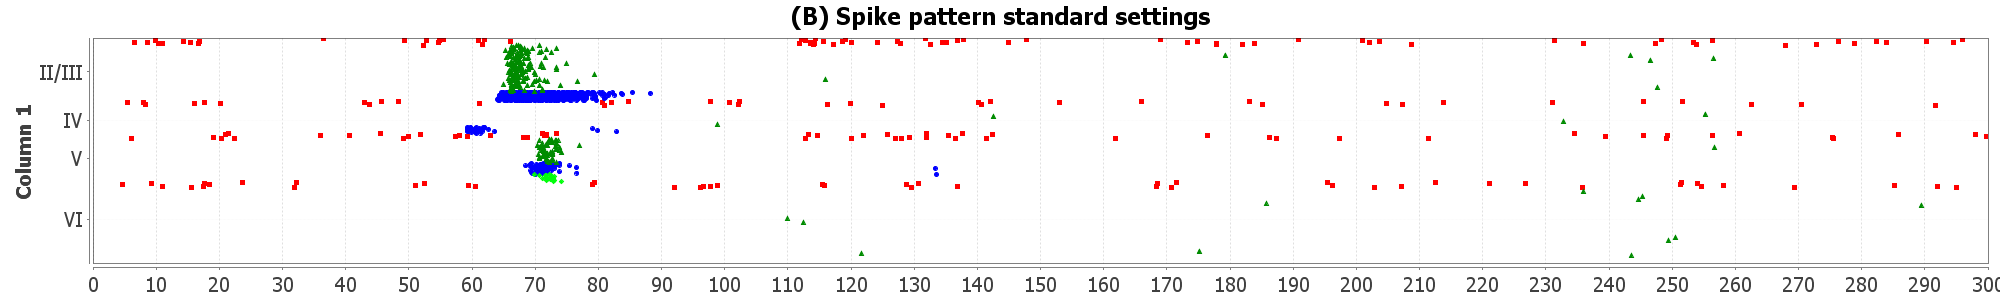 (B) Spike pattern standard settings
Column 1
II/III
IV
V
VI
0 10 20 30 40 50 60 70 80 90 100 110 120 130 140 150 160 170 180 190 200 210 220 230 240 250 260 270 280 290 300